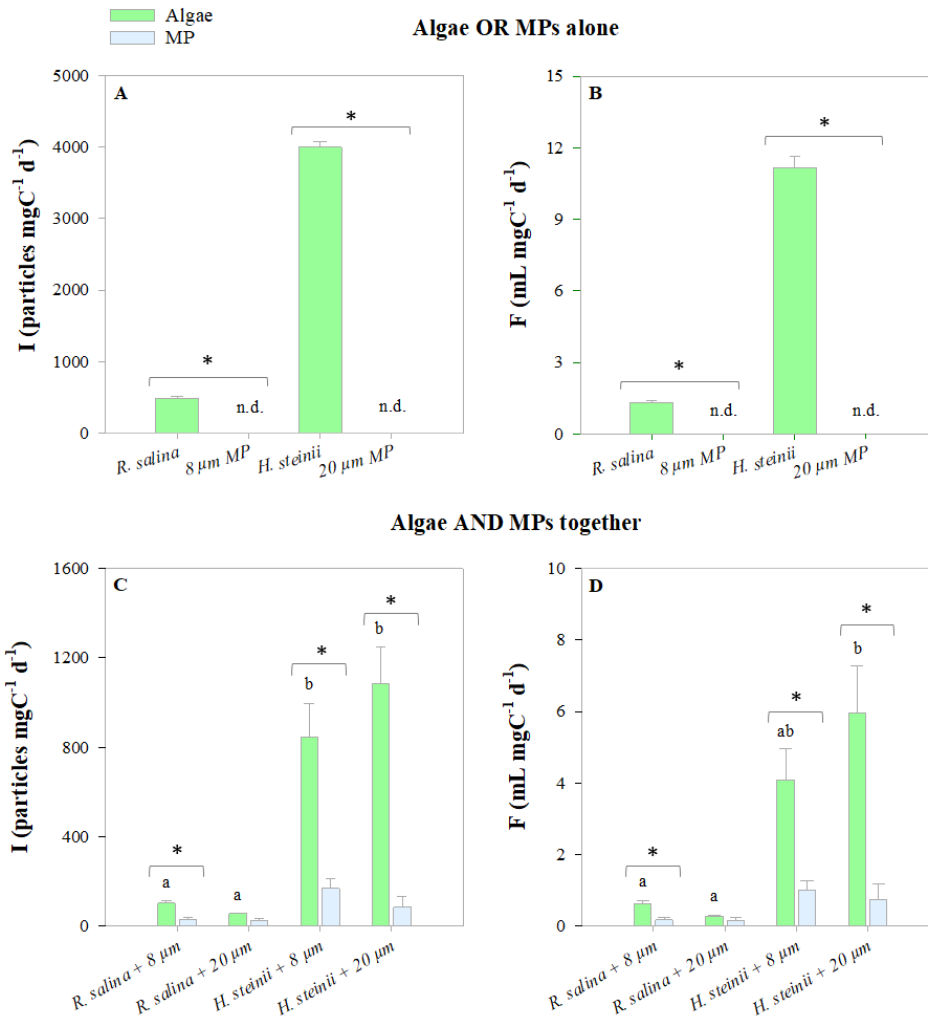 Algae
MP
Algae OR MPs alone
A
I (particles mgC⁻¹ d⁻¹)
5000
4000
3000
2000
1000
0
*
*
n.d.
n.d.
R. salina
8 µm MP
H. steinii
20 µm MP
B
F (mL mgC⁻¹ d⁻¹)
15
12
9
6
3
0
*
*
n.d.
n.d.
R. salina
8 µm MP
H. steinii
20 µm MP
Algae AND MPs together
C
I (particles mgC⁻¹ d⁻¹)
1600
1200
800
400
0
*
a
a
*
b
*
b
R. salina + 8 µm
R. salina + 20 µm
H. steinii + 8 µm
H. steinii + 20 µm
D
F (mL mgC⁻¹ d⁻¹)
10
8
6
4
2
0
*
a
a
*
ab
*
b
R. salina + 8 µm
R. salina + 20 µm
H. steinii + 8 µm
H. steinii + 20 µm